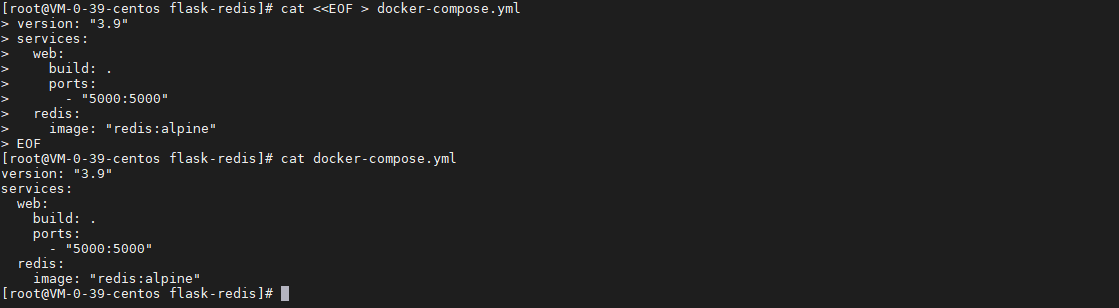 [root@VM-0-39-centos flask-redis]# cat <<EOF > docker-compose.yml
> version: "3.9"
> services:
>   web:
>     build: .
>     ports:
>       - "5000:5000"
>   redis:
>     image: "redis:alpine"
> EOF
[root@VM-0-39-centos flask-redis]# cat docker-compose.yml
version: "3.9"
services:
  web:
    build: .
    ports:
      - "5000:5000"
  redis:
    image: "redis:alpine"
[root@VM-0-39-centos flask-redis]#